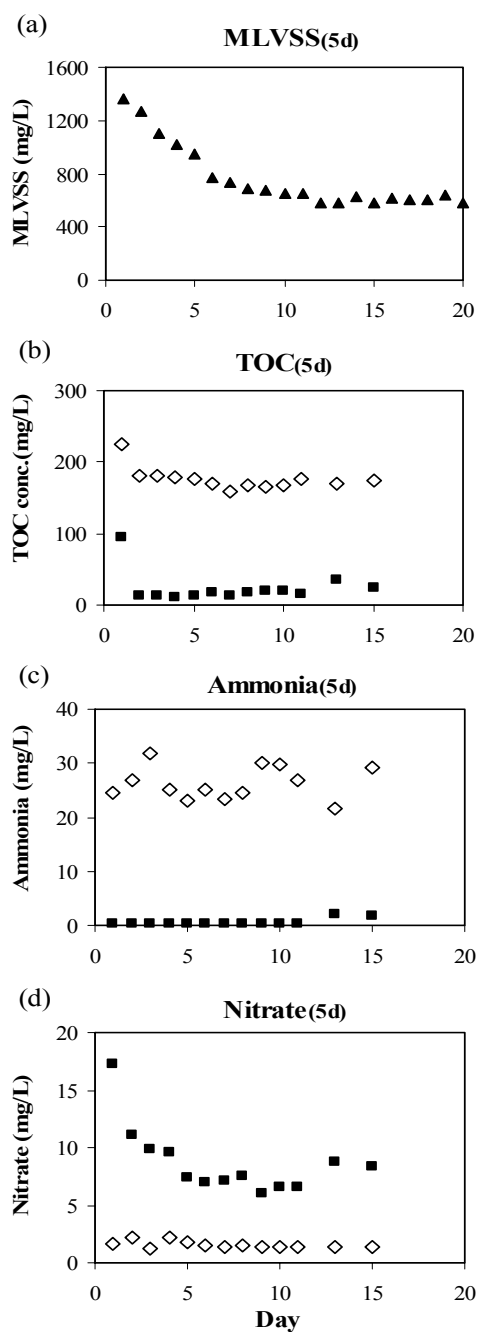 (a)
MLVSS(5d)
MLVSS (mg/L)
1600
1200
800
400
0
0 5 10 15 20
(b)
TOC(5d)
TOC conc.(mg/L)
300
200
100
0
0 5 10 15 20
(c)
Ammonia(5d)
Ammonia (mg/L)
40
30
20
10
0
0 5 10 15 20
(d)
Nitrate(5d)
Nitrate (mg/L)
20
15
10
5
0
0 5 10 15 20
Day